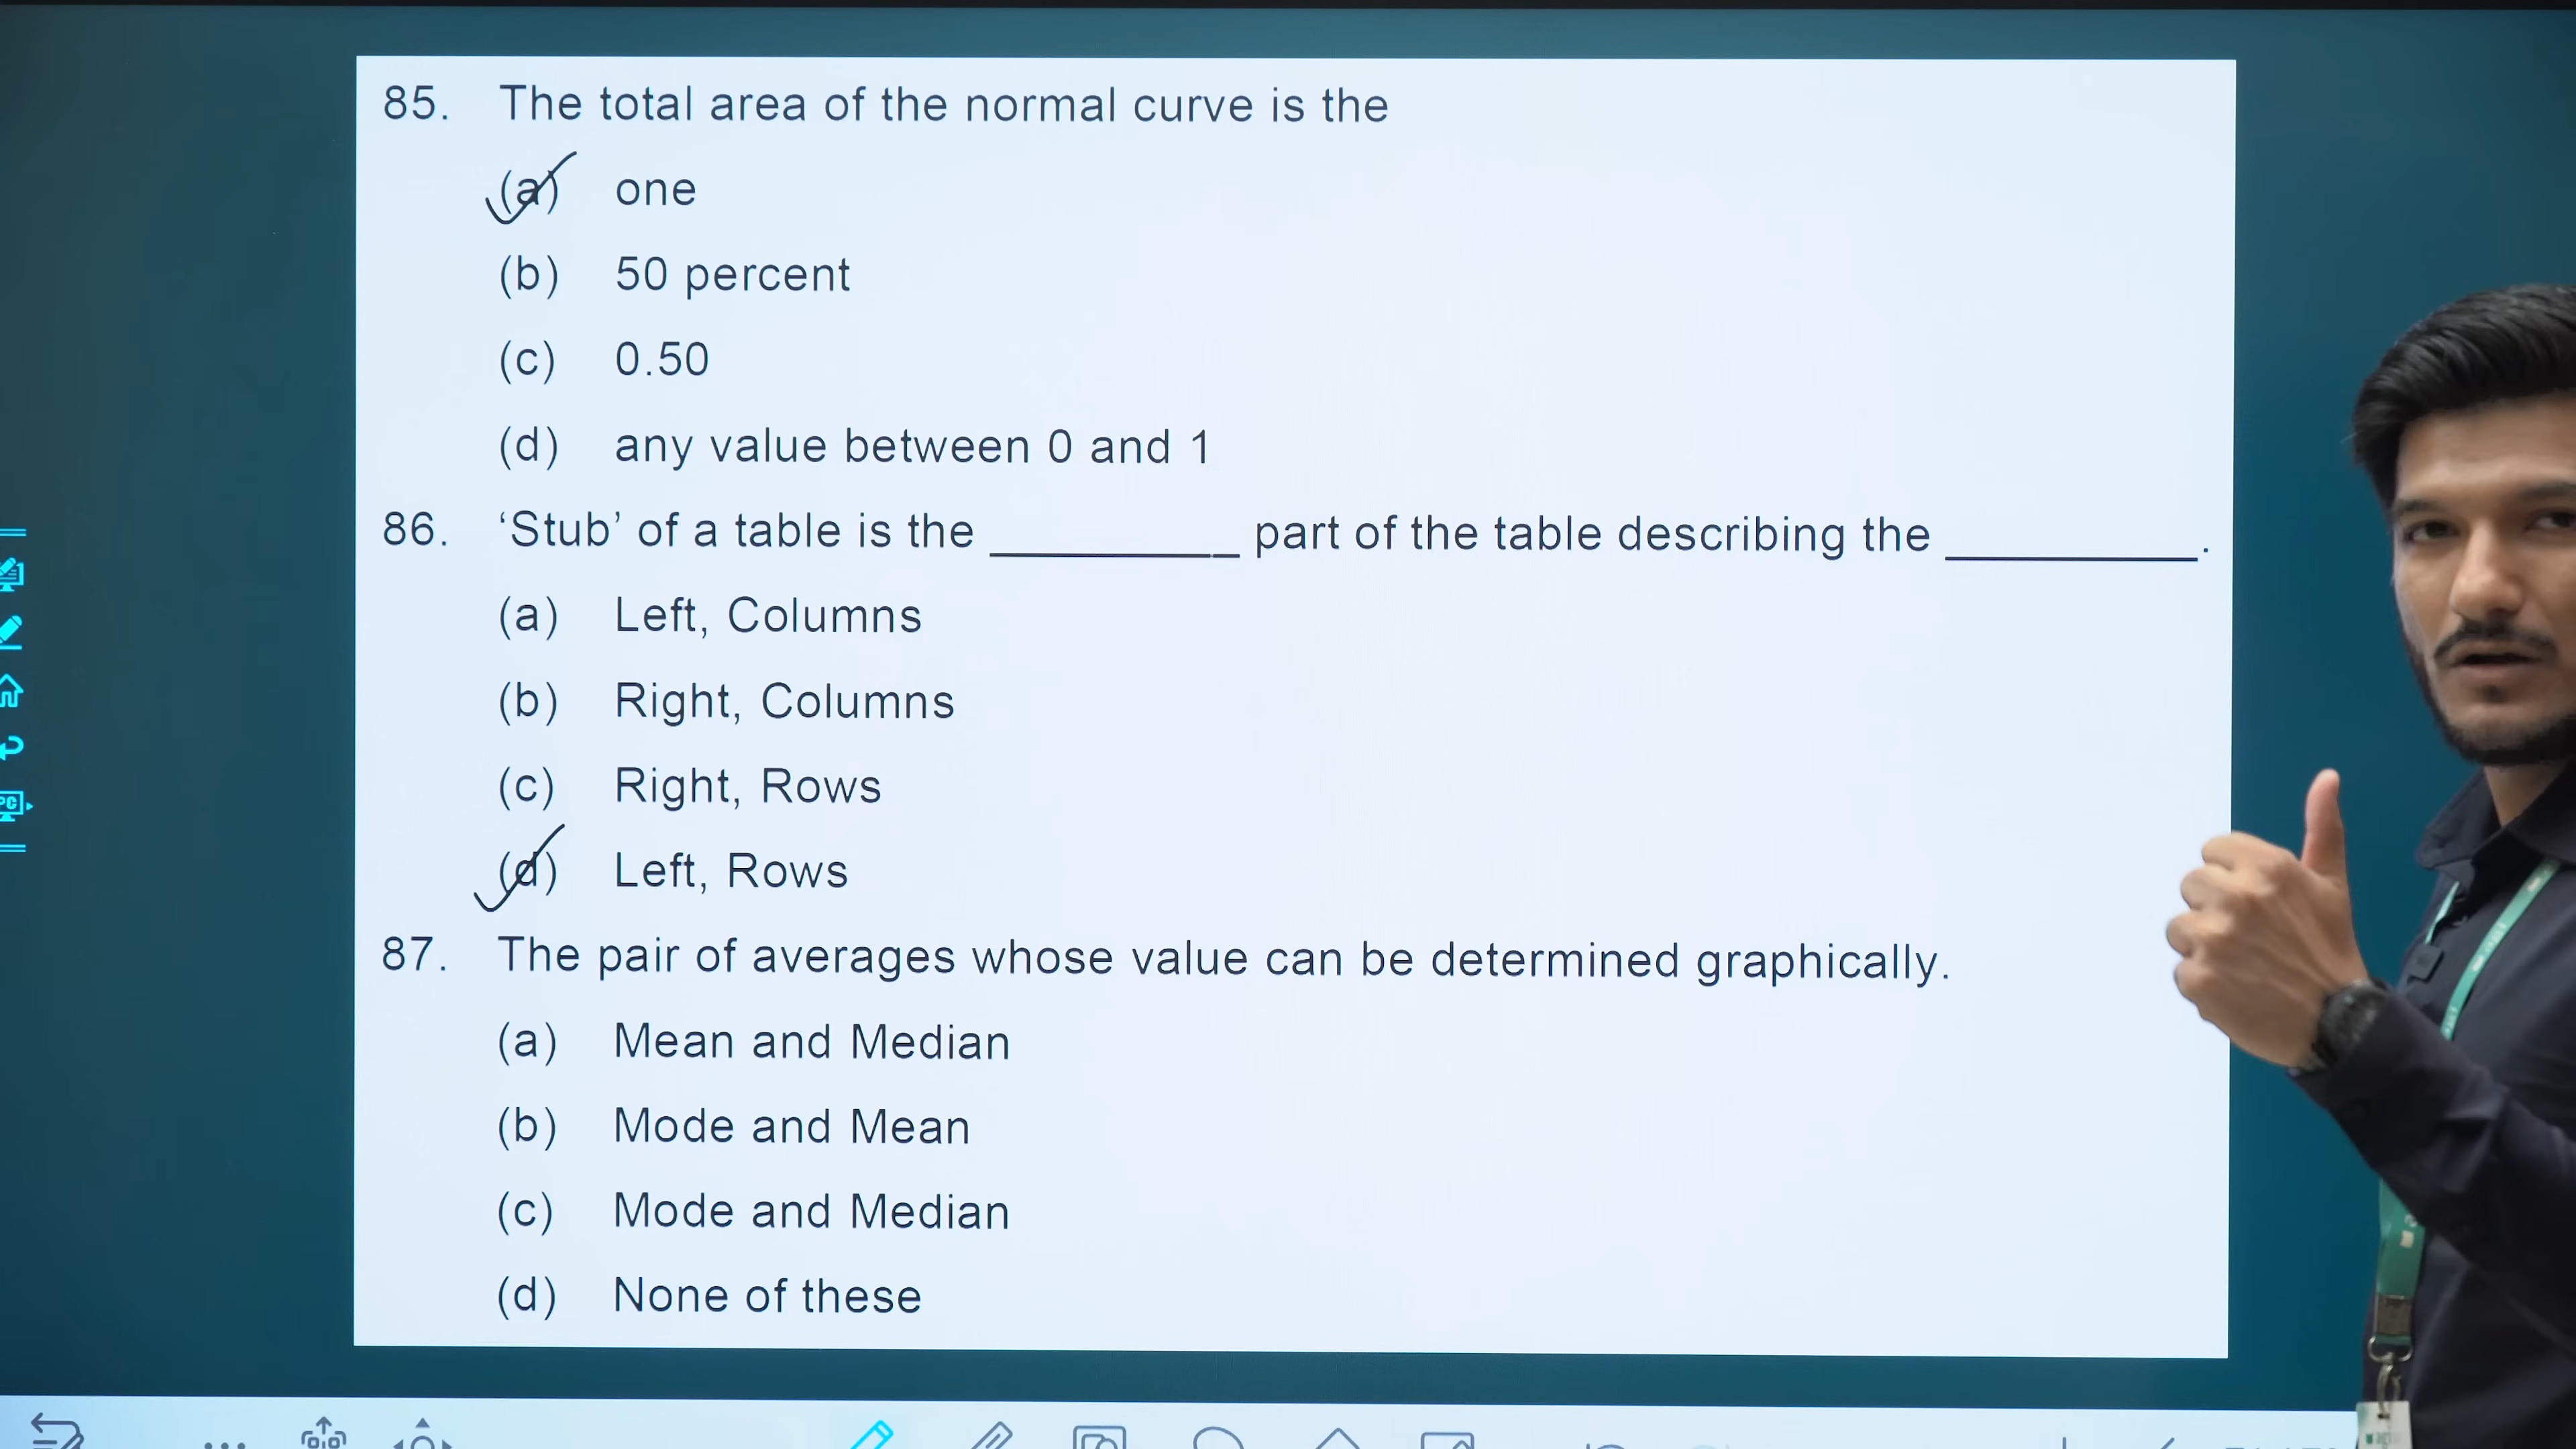 85. The total area of the normal curve is the
(a) one
(b) 50 percent
(c) 0.50
(d) any value between 0 and 1
86. ‘Stub’ of a table is the __________ part of the table describing the __________.
(a) Left, Columns
(b) Right, Columns
(c) Right, Rows
(d) Left, Rows
87. The pair of averages whose value can be determined graphically.
(a) Mean and Median
(b) Mode and Mean
(c) Mode and Median
(d) None of these